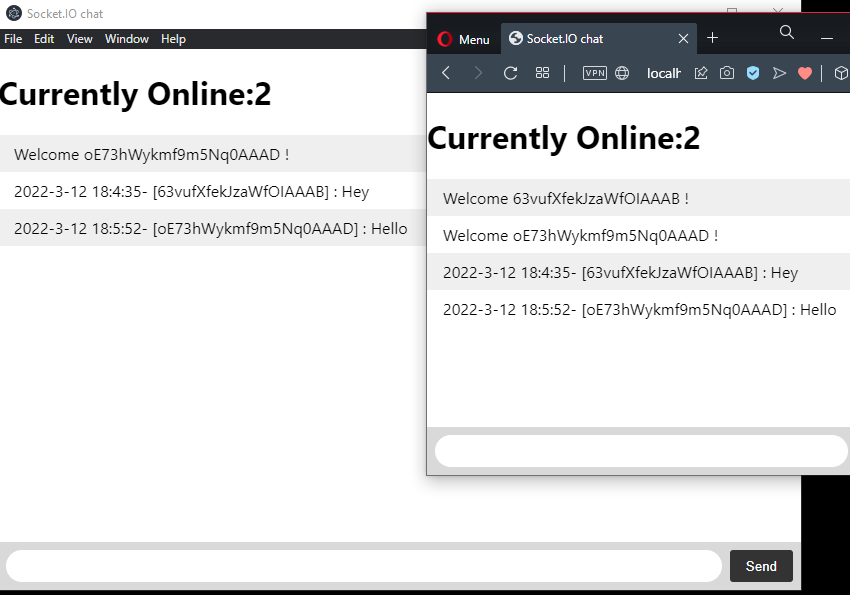 Socket.IO chat
File Edit View Window Help
Currently Online:2
Welcome oE73hWykmf9m5Nq0AAAD !
2022-3-12 18:4:35- [63vufXfekJzaWfOIAAAB] : Hey
2022-3-12 18:5:52- [oE73hWykmf9m5Nq0AAAD] : Hello
Send
Menu
Socket.IO chat
VPN
localh
Currently Online:2
Welcome 63vufXfekJzaWfOIAAAB !
Welcome oE73hWykmf9m5Nq0AAAD !
2022-3-12 18:4:35- [63vufXfekJzaWfOIAAAB] : Hey
2022-3-12 18:5:52- [oE73hWykmf9m5Nq0AAAD] : Hello